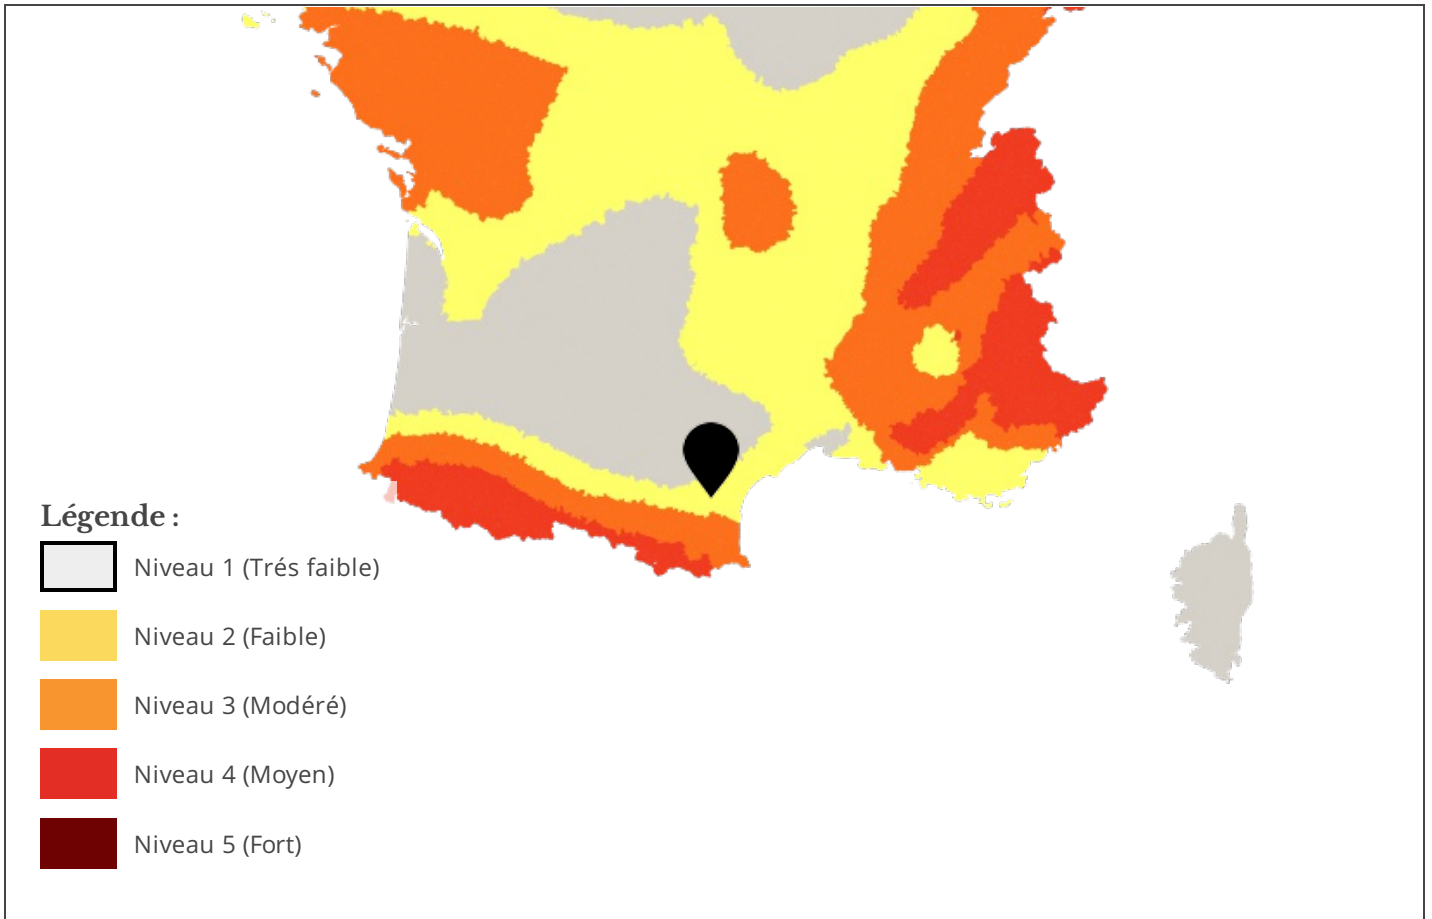 Légende :
Niveau 1 (Trés faible)
Niveau 2 (Faible)
Niveau 3 (Modéré)
Niveau 4 (Moyen)
Niveau 5 (Fort)